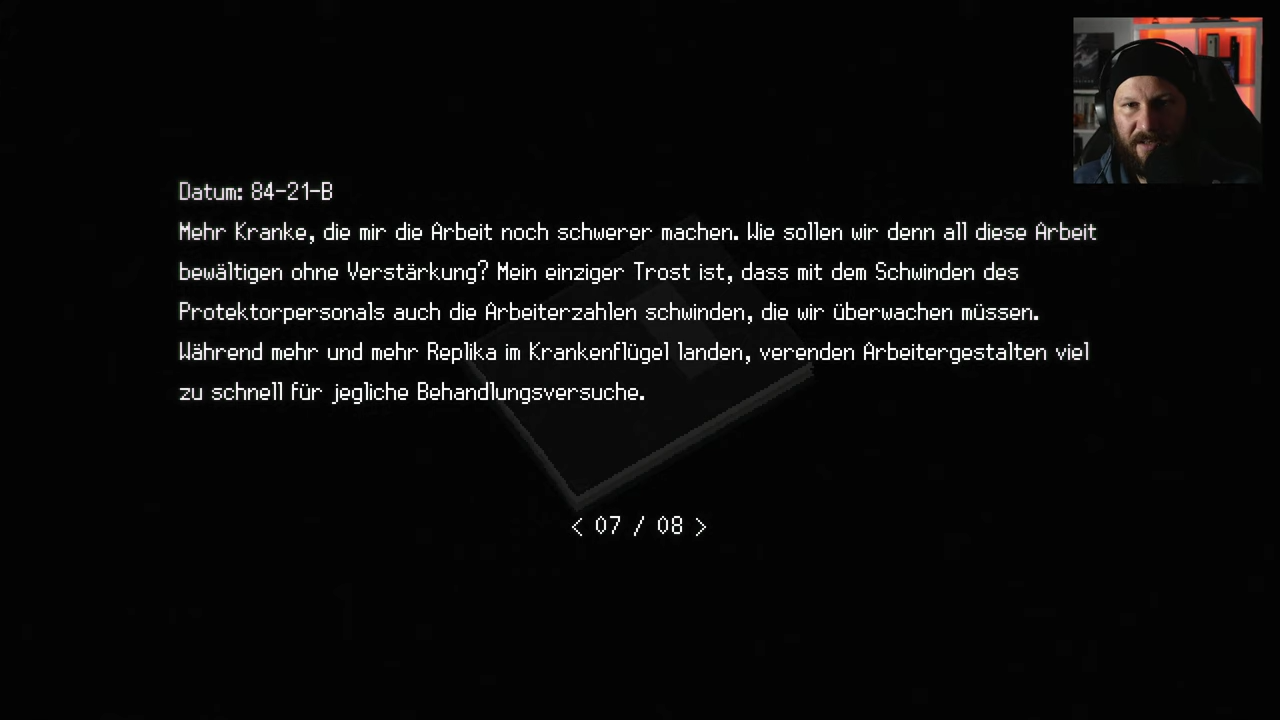 Datum: 84-21-B
Mehr Kranke, die mir die Arbeit noch schwerer machen. Wie sollen wir denn all diese Arbeit
bewältigen ohne Verstärkung? Mein einziger Trost ist, dass mit dem Schwinden des
Protektorpersonals auch die Arbeiterzahlen schwinden, die wir überwachen müssen.
Während mehr und mehr Replika im Krankenflügel landen, verenden Arbeitergestalten viel
zu schnell für jegliche Behandlungsversuche.
< 07 / 08 >